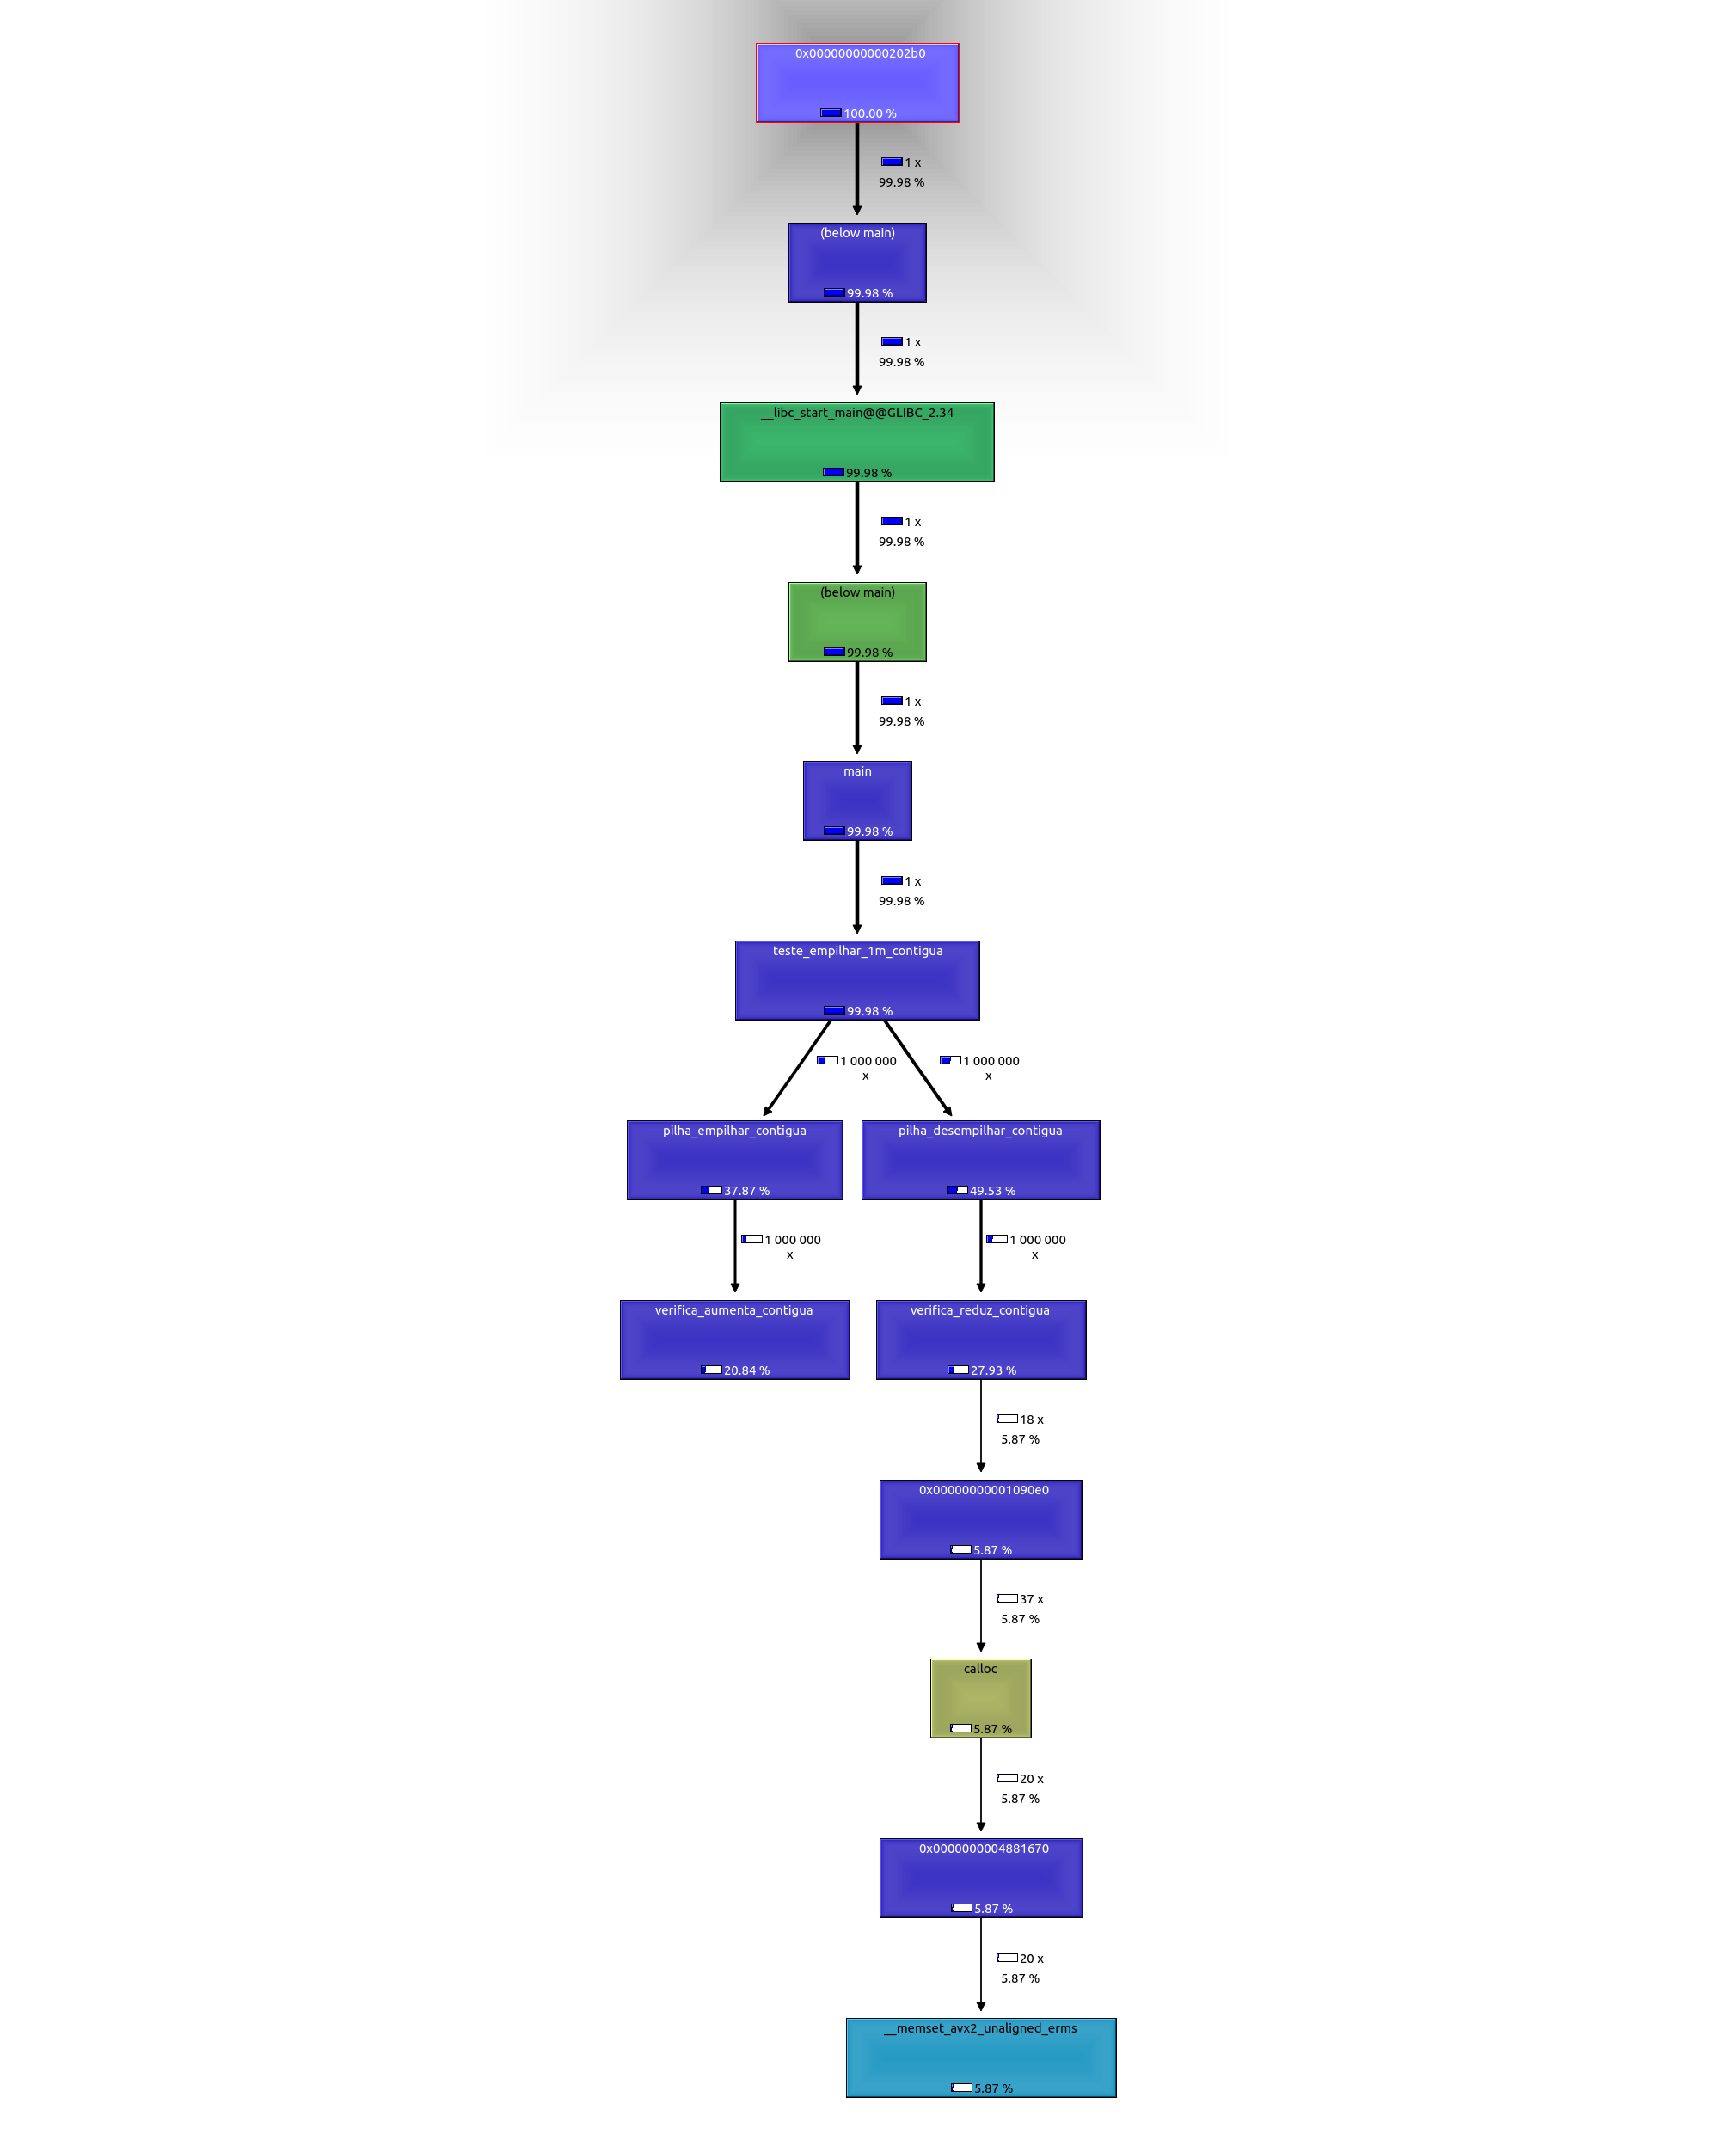 0x00000000000202b0
100.00 %
1 x
99.98 %
(below main)
99.98 %
1 x
99.98 %
__libc_start_main@@GLIBC_2.34
99.98 %
1 x
99.98 %
(below main)
99.98 %
1 x
99.98 %
main
99.98 %
1 x
99.98 %
teste_empilhar_1m_contigua
99.98 %
1 000 000
x
1 000 000
x
pilha_empilhar_contigua
37.87 %
pilha_desempilhar_contigua
49.53 %
1 000 000
x
1 000 000
x
verifica_aumenta_contigua
20.84 %
verifica_reduz_contigua
27.93 %
18 x
5.87 %
0x00000000001090e0
5.87 %
37 x
5.87 %
calloc
5.87 %
20 x
5.87 %
0x0000000004881670
5.87 %
20 x
5.87 %
__memset_avx2_unaligned_erms
5.87 %